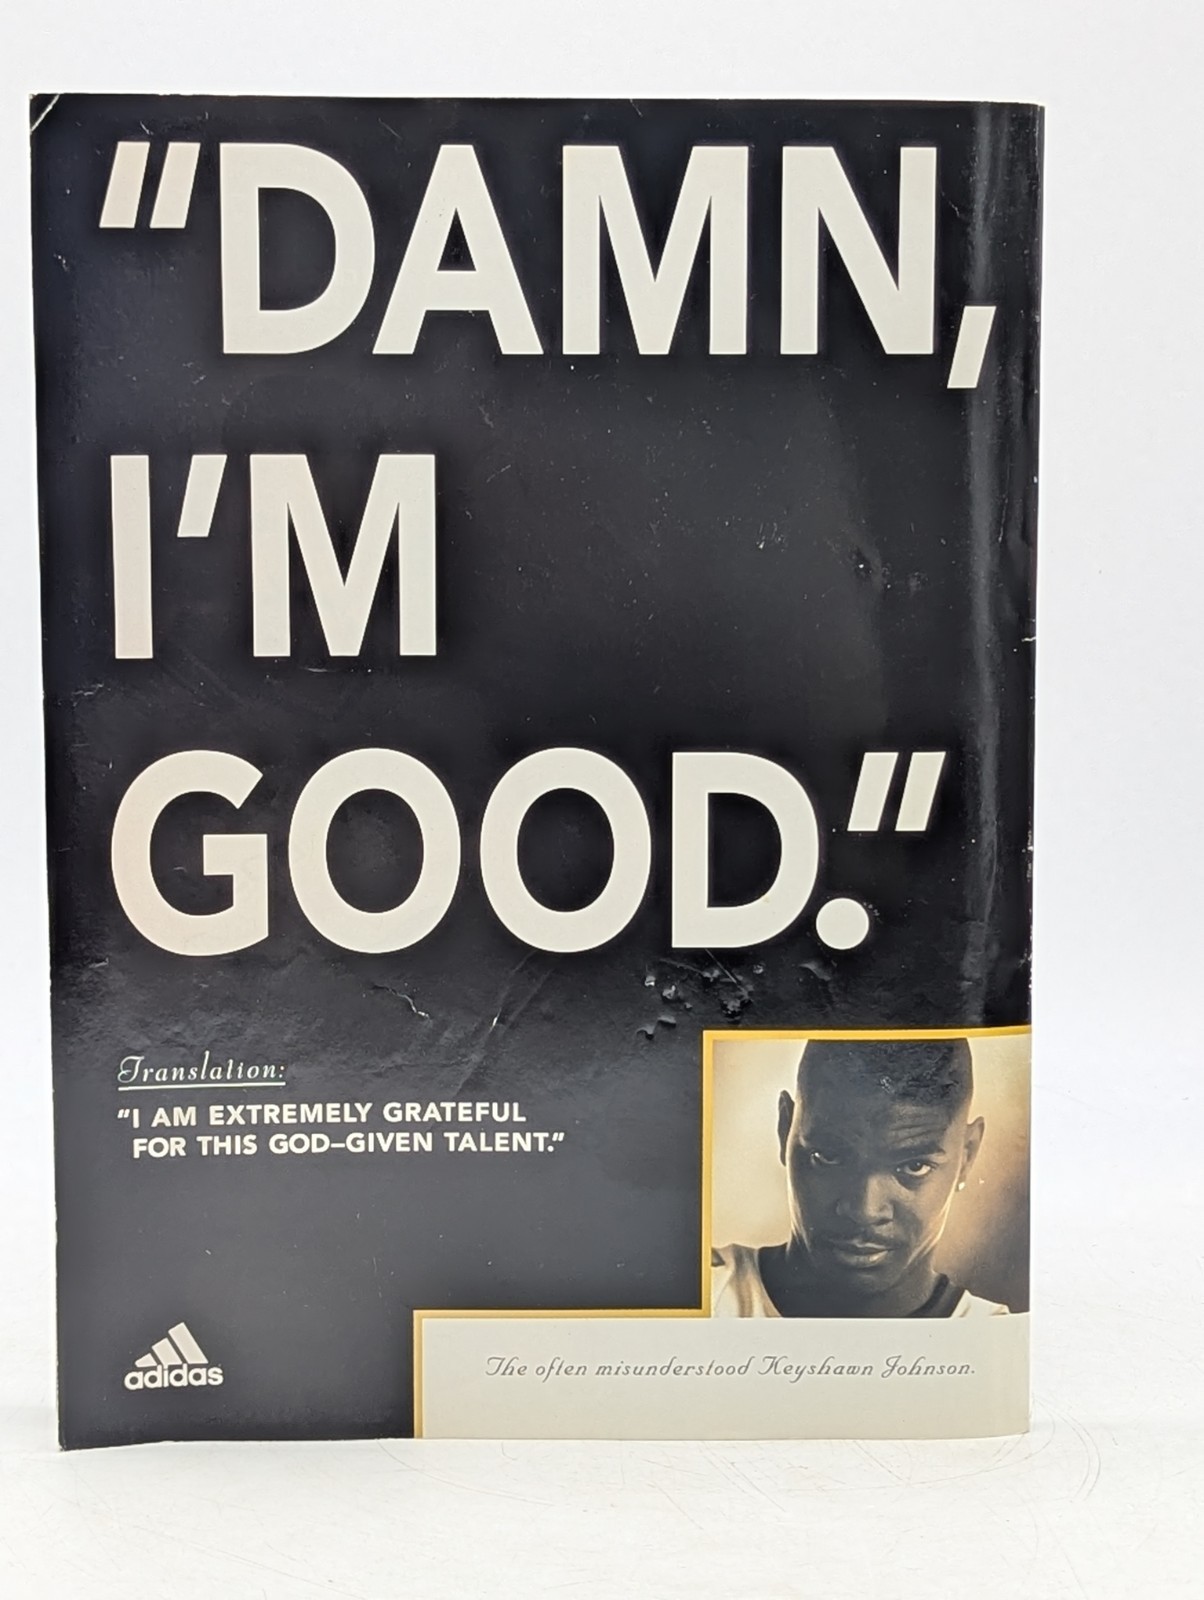 “DAMN,
I’M
GOOD.”
Translation:
“I AM EXTREMELY GRATEFUL
FOR THIS GOD–GIVEN TALENT.”
adidas
The often misunderstood Keyshawn Johnson.